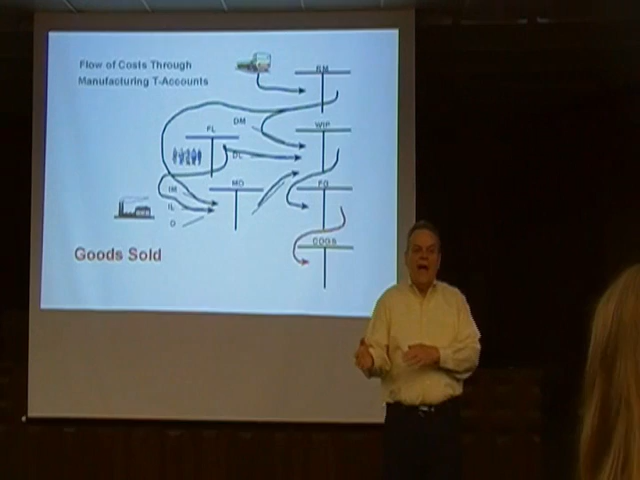 Flow of Costs Through
Manufacturing T-Accounts
RM
DM
WIP
FL
DL
MO
FG
IM
IL
O
COGS
Goods Sold